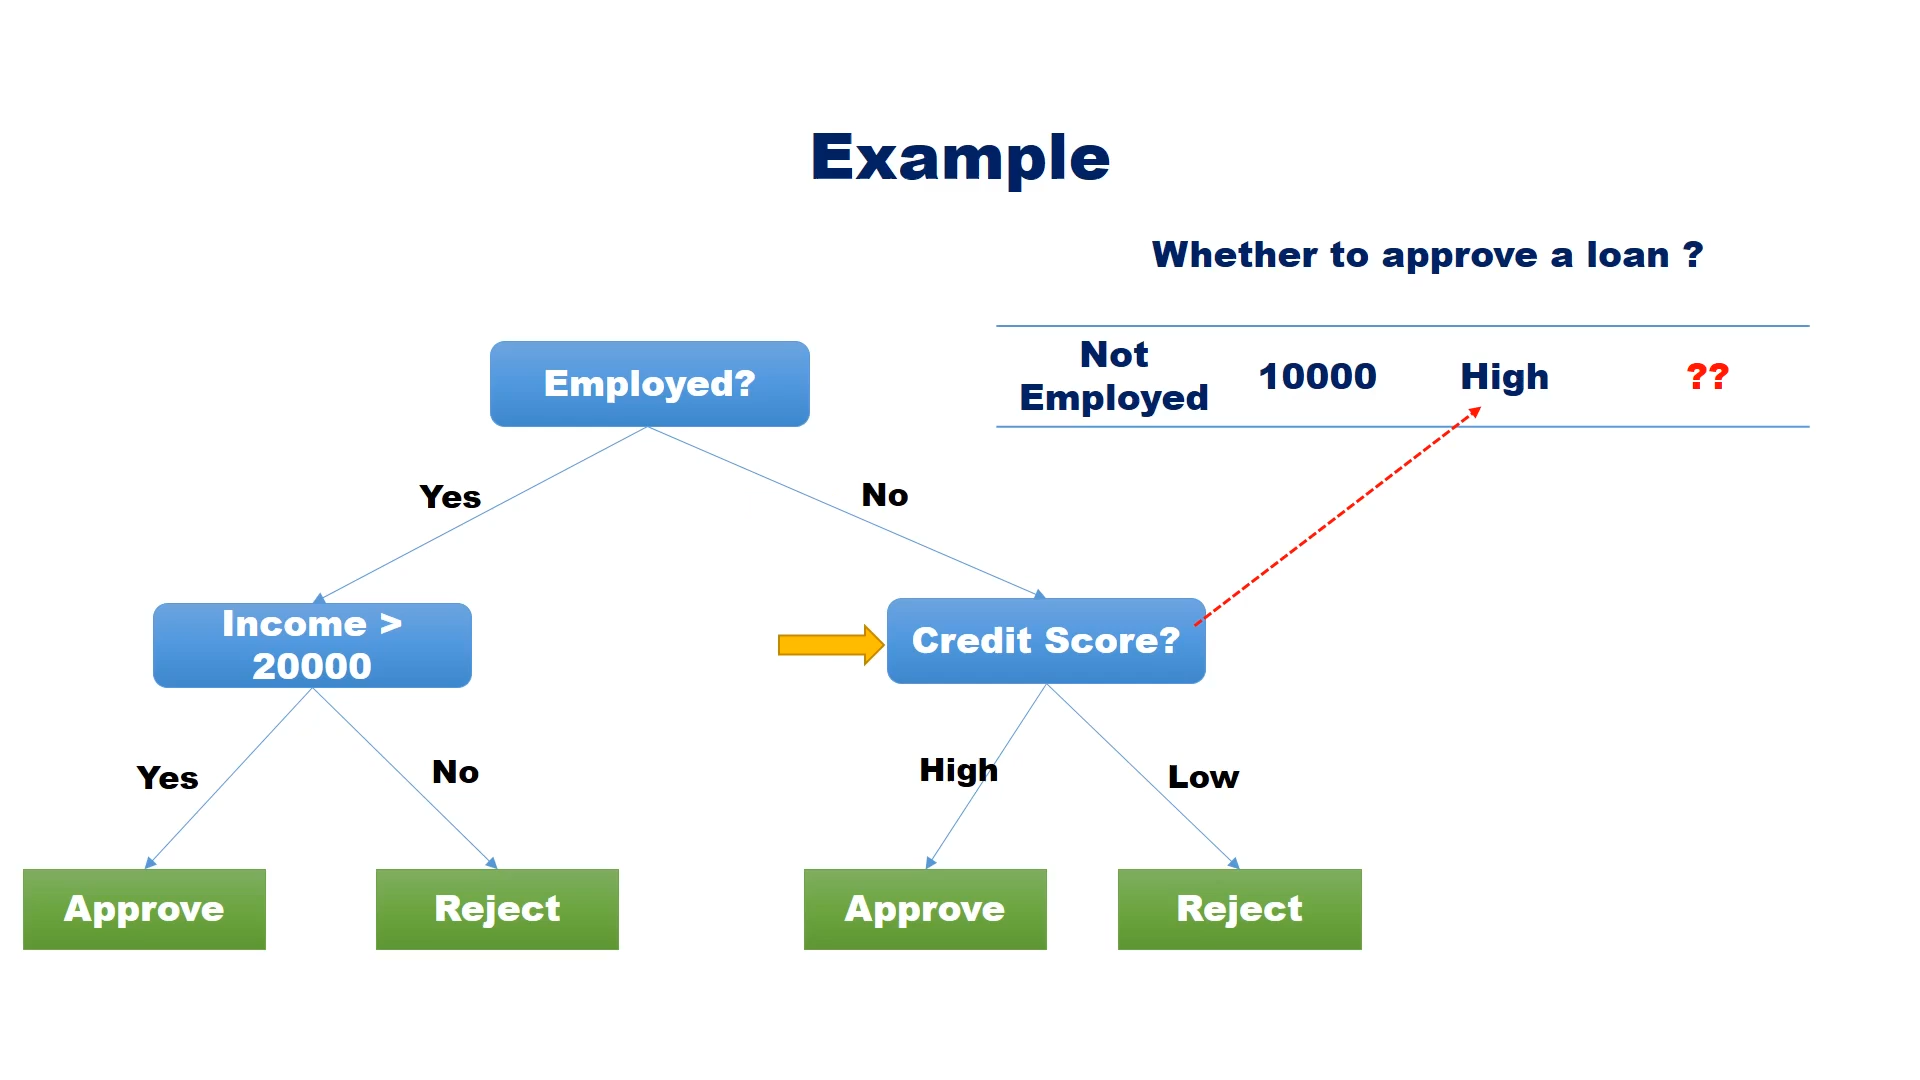 Example
Whether to approve a loan ?
Not
Employed
10000
High
??
Employed?
Yes
No
Income >
20000
Credit Score?
Yes
No
High
Low
Approve
Reject
Approve
Reject